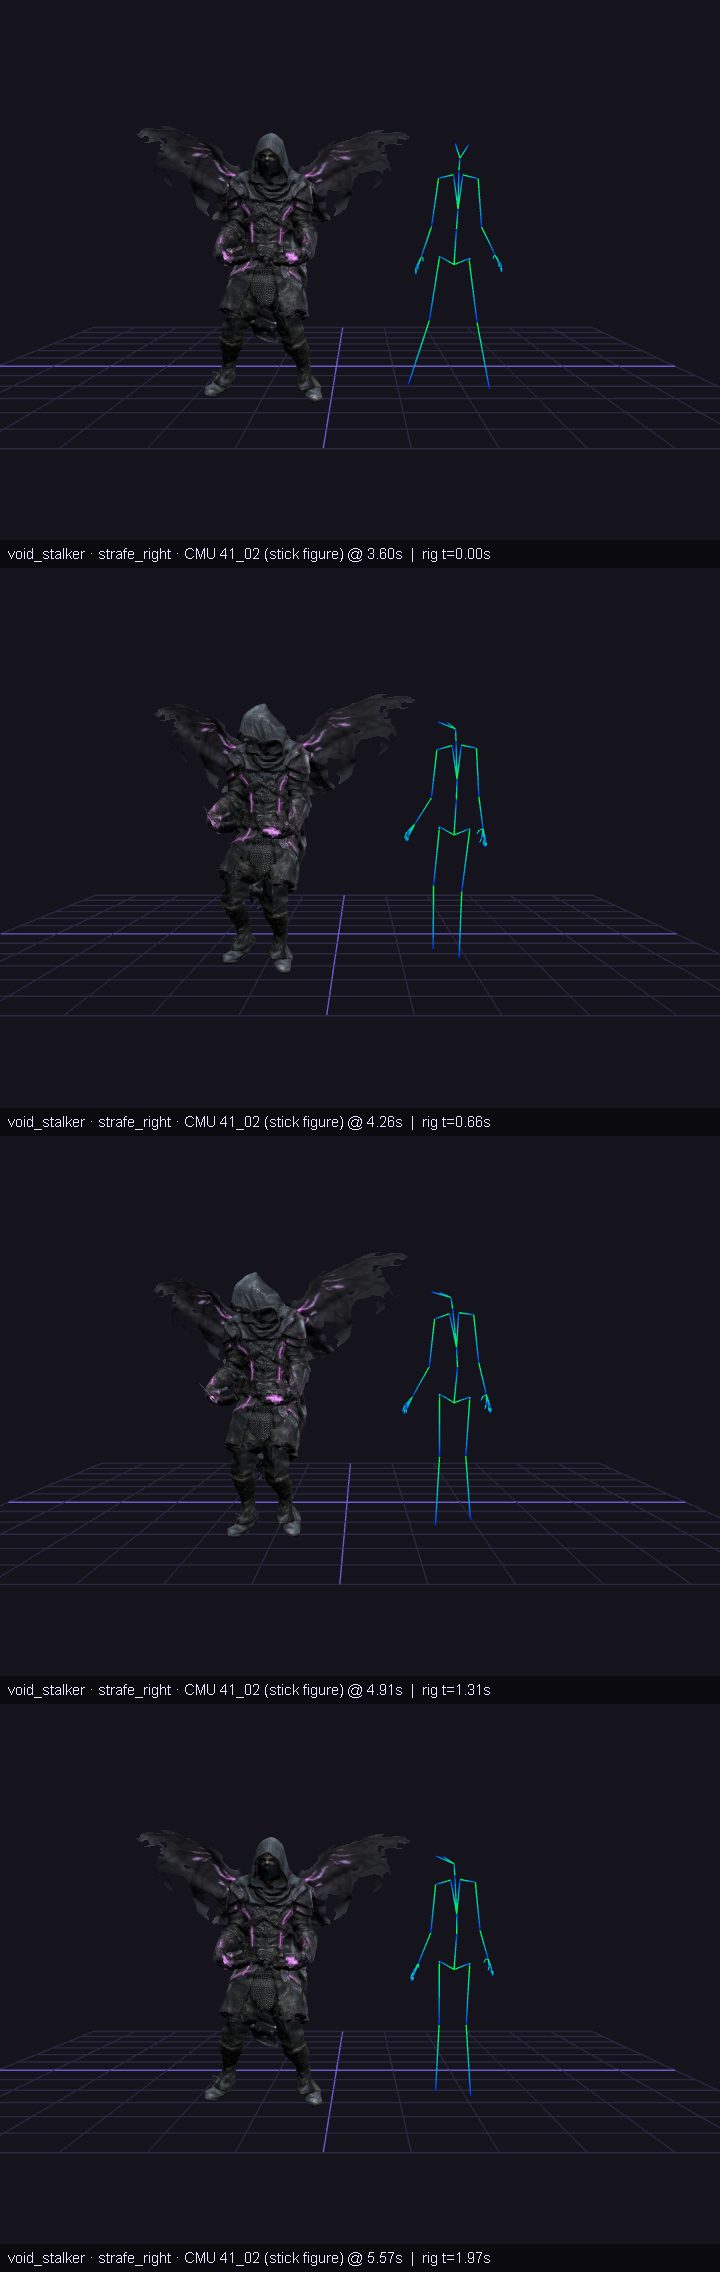 void_stalker · strafe_right · CMU 41_02 (stick figure) @ 3.60s | rig t=0.00s
void_stalker · strafe_right · CMU 41_02 (stick figure) @ 4.26s | rig t=0.66s
void_stalker · strafe_right · CMU 41_02 (stick figure) @ 4.91s | rig t=1.31s
void_stalker · strafe_right · CMU 41_02 (stick figure) @ 5.57s | rig t=1.97s